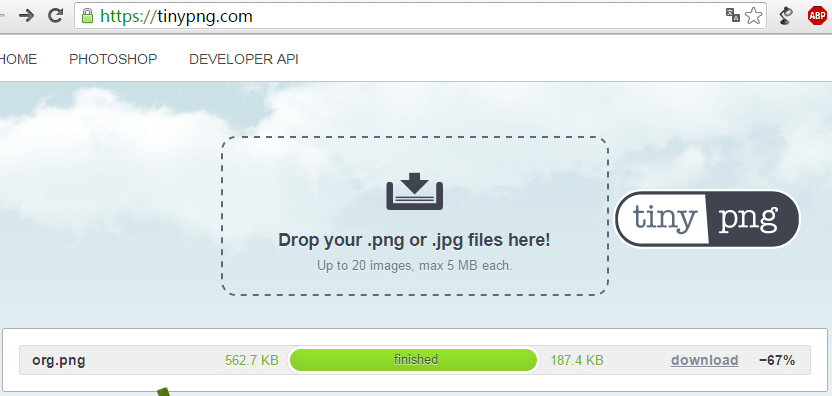 https://tinypng.com
ABP
HOME PHOTOSHOP DEVELOPER API
Drop your .png or .jpg files here!
Up to 20 images, max 5 MB each.
tiny png
org.png 562.7 KB finished 187.4 KB download −67%